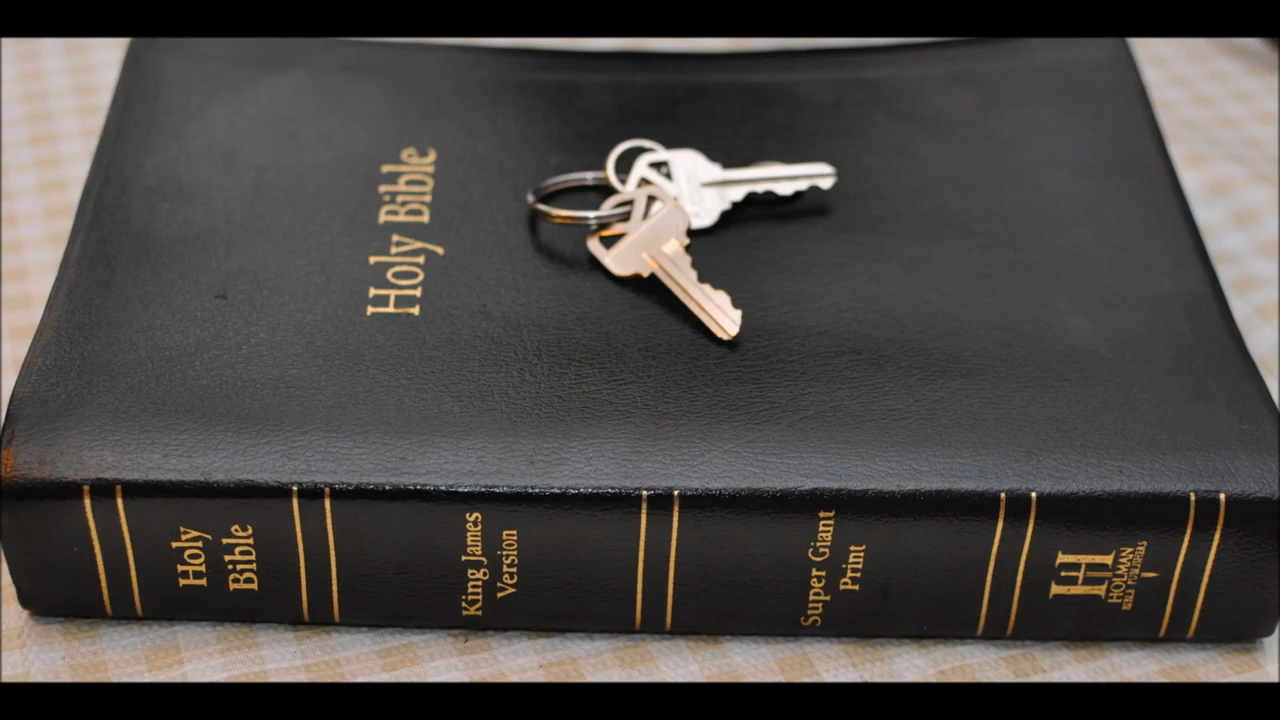 Holy Bible
Holy
Bible
King James
Version
Super Giant
Print
HOLMAN
BIBLE PUBLISHERS